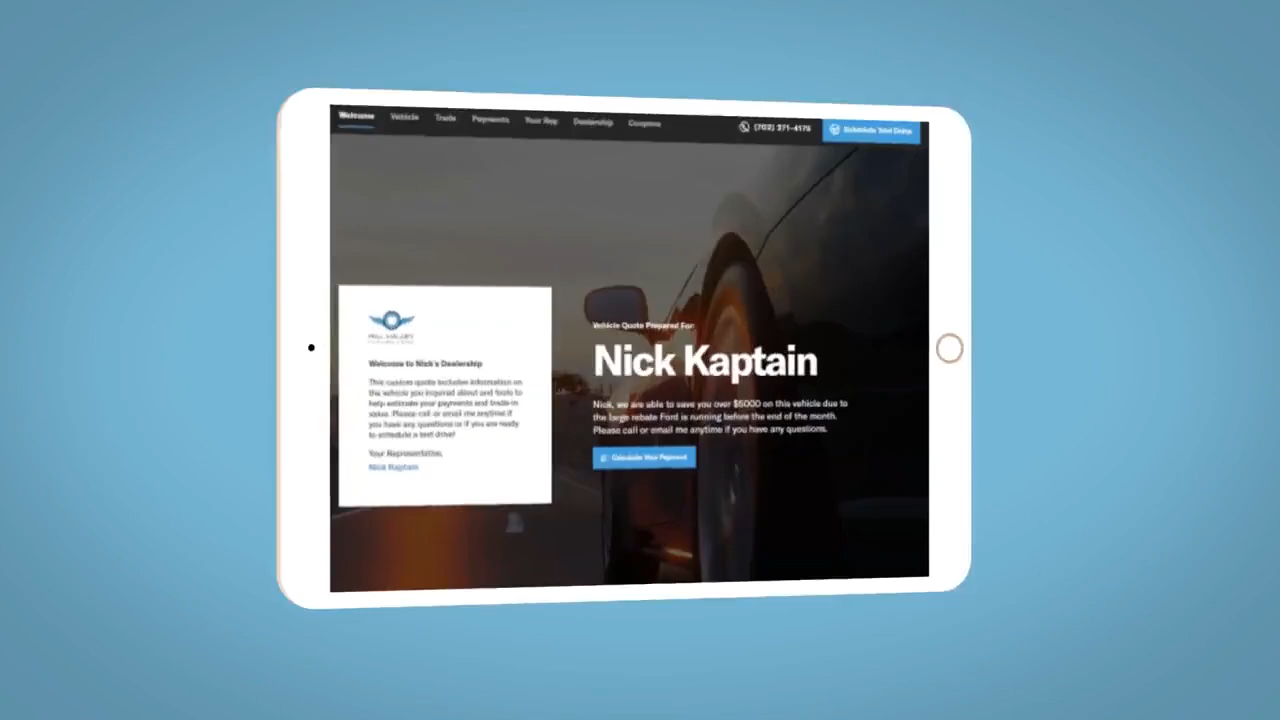 Welcome Vehicle Trade Payments Your Rep Dealership Coupons (702) 271-4175 Schedule Test Drive
Welcome to Nick's Dealership
This custom quote includes information on
the vehicle you inquired about and tools to
help estimate your payments and trade-in
value. Please call or email me anytime if
you have any questions or if you are ready
to schedule a test drive!
Your Representative,
Nick Kaptain
Vehicle Quote Prepared For:
Nick Kaptain
Nick, we are able to save you over $5000 on this vehicle due to
the large rebate Ford is running before the end of the month.
Please call or email me anytime if you have any questions.
Calculate Your Payment